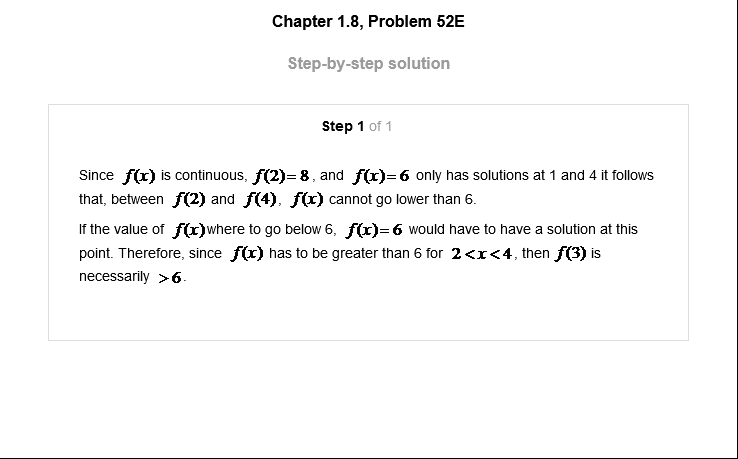 Chapter 1.8, Problem 52E
Step-by-step solution
Step 1 of 1
Since f(x) is continuous, f(2)=8, and f(x)=6 only has solutions at 1 and 4 it follows
that, between f(2) and f(4), f(x) cannot go lower than 6.
If the value of f(x)where to go below 6, f(x)=6 would have to have a solution at this
point. Therefore, since f(x) has to be greater than 6 for 2<x<4, then f(3) is
necessarily >6.